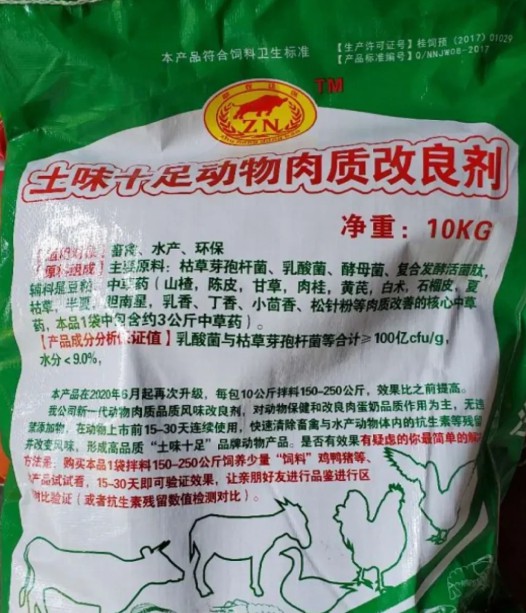 本产品符合饲料卫生标准
【生产许可证号】桂饲预（2017）01029
【产品标准编号】Q/NNJW08-2017
TM
ZN
土味十足动物肉质改良剂
净重：10KG
畜禽、水产、环保
【原料组成】主要原料：枯草芽孢杆菌、乳酸菌、酵母菌、复合发酵活菌肽，
辅料是豆粕、中草药（山楂，陈皮，甘草，肉桂，黄芪，白术，石榴皮，夏
枯草，半夏，胆南星，乳香、丁香、小茴香、松针粉等肉质改善的核心中草
药，本品1袋中包含约3公斤中草药）。
【产品成分分析保证值】乳酸菌与枯草芽孢杆菌等合计≥100亿cfu/g，
水分<9.0%，
本产品在2020年6月起再次升级，每包10公斤拌料150-250公斤，效果比之前提高。
我公司新一代动物肉质品质风味改良剂，对动物保健和改良肉蛋奶品质作用为主，无违
禁添加物，在动物上市前15-30天连续使用，快速清除畜禽与水产动物体内的抗生素等残留
并改变风味，形成高品质“土味十足”品牌动物产品。是否有效果有疑虑的你最简单的解决
方法是，购买本品1袋拌料150-250公斤饲养少量“饲料”鸡鸭猪等、
产品试试看，15-30天即可验证效果，让亲朋好友进行品鉴进行区
别比验证（或者抗生素残留数值检测对比）。